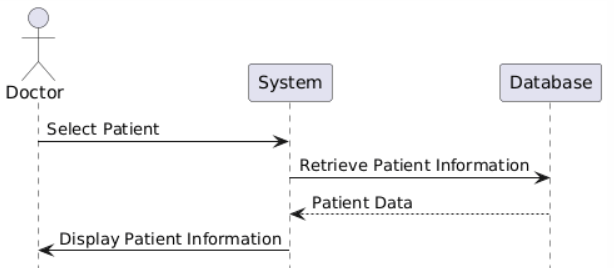 Doctor
System
Database
Select Patient
Retrieve Patient Information
Patient Data
Display Patient Information